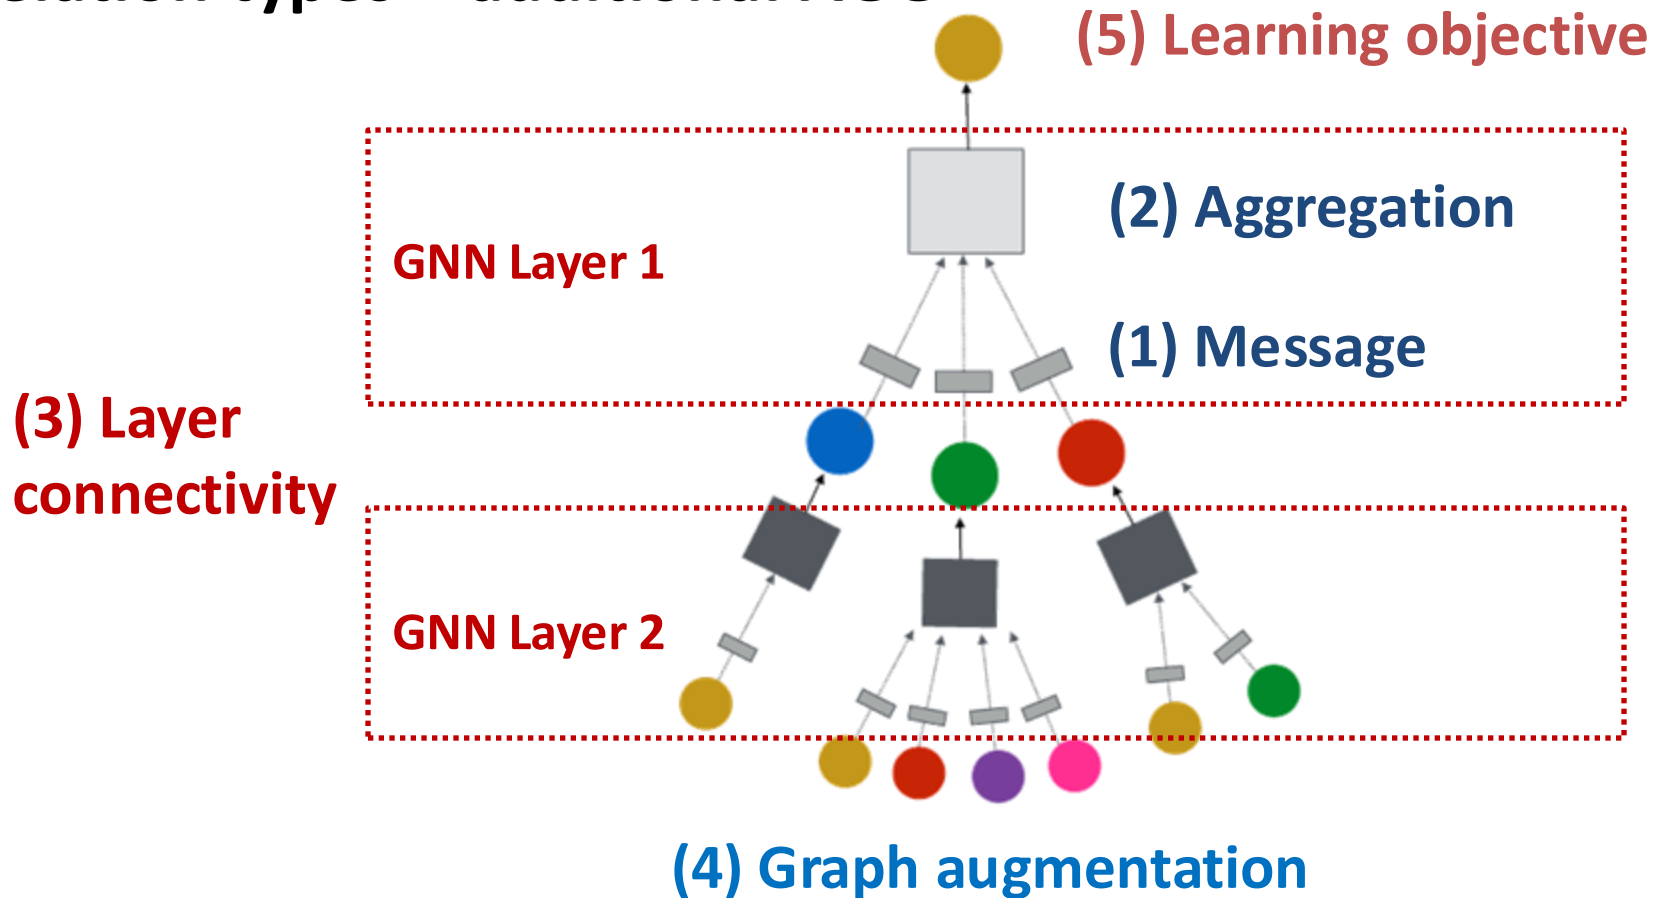 (5) Learning objective
(2) Aggregation
GNN Layer 1
(1) Message
(3) Layer
connectivity
GNN Layer 2
(4) Graph augmentation